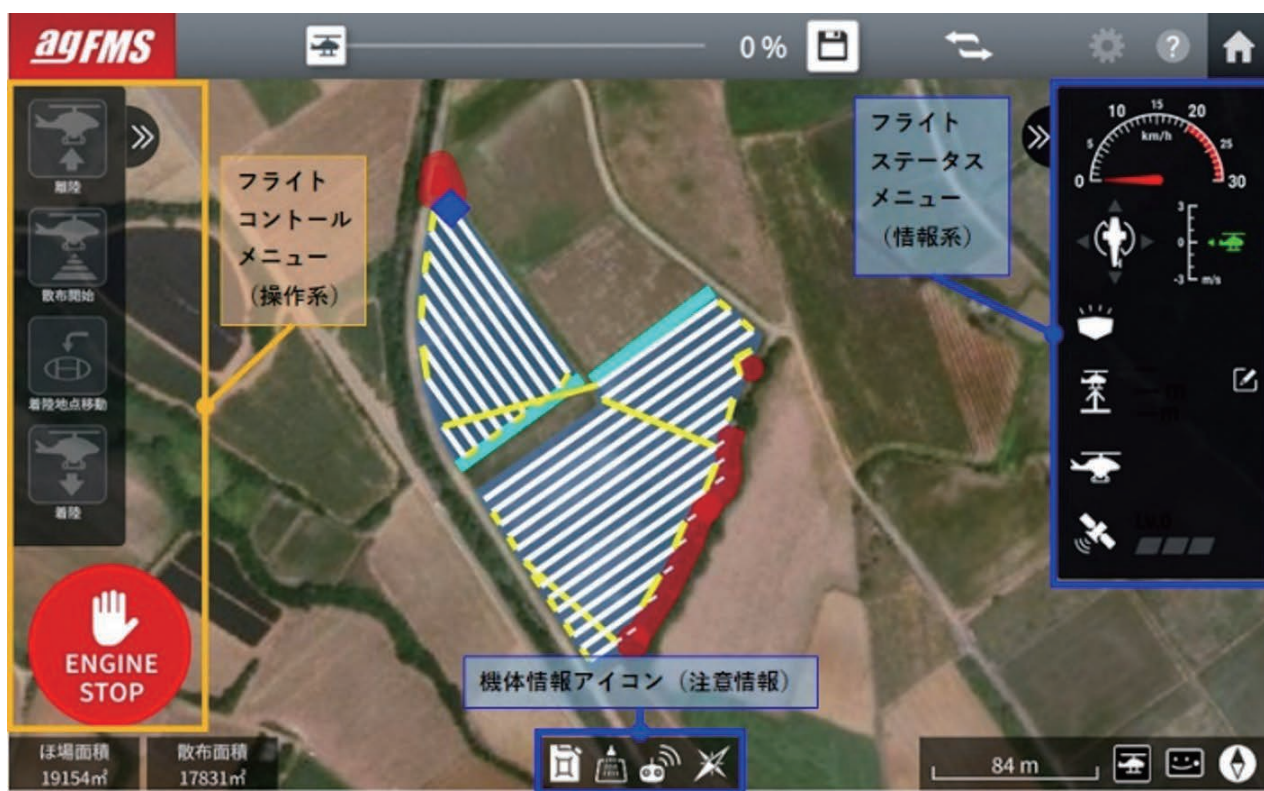 agFMS
0 %
?
離陸
散布開始
着陸地点移動
着陸
ENGINE
STOP
フライト
コントール
メニュー
（操作系）
フライト
ステータス
メニュー
（情報系）
0
5
10
15
20
25
30
km/h
3
0
-3
m/s
機体情報アイコン（注意情報）
ほ場面積
19154㎡
散布面積
17831㎡
84 m